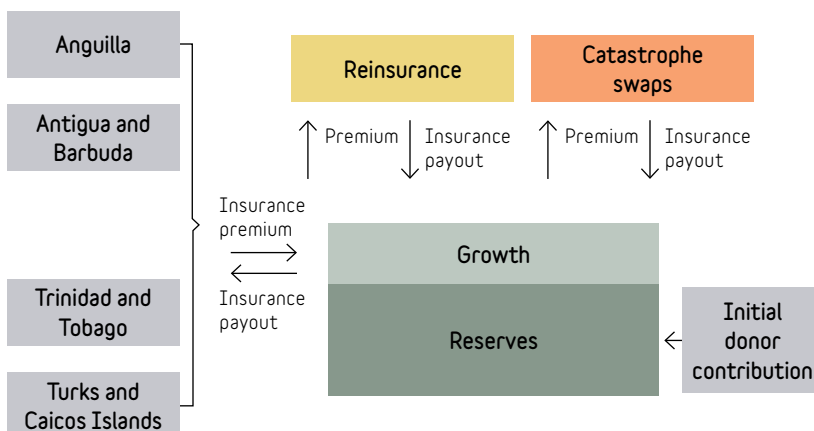 Anguilla
Antigua and
Barbuda
Trinidad and
Tobago
Turks and
Caicos Islands
Insurance
premium
Insurance
payout
Reinsurance
Catastrophe
swaps
Premium
Insurance
payout
Premium
Insurance
payout
Growth
Reserves
Initial
donor
contribution